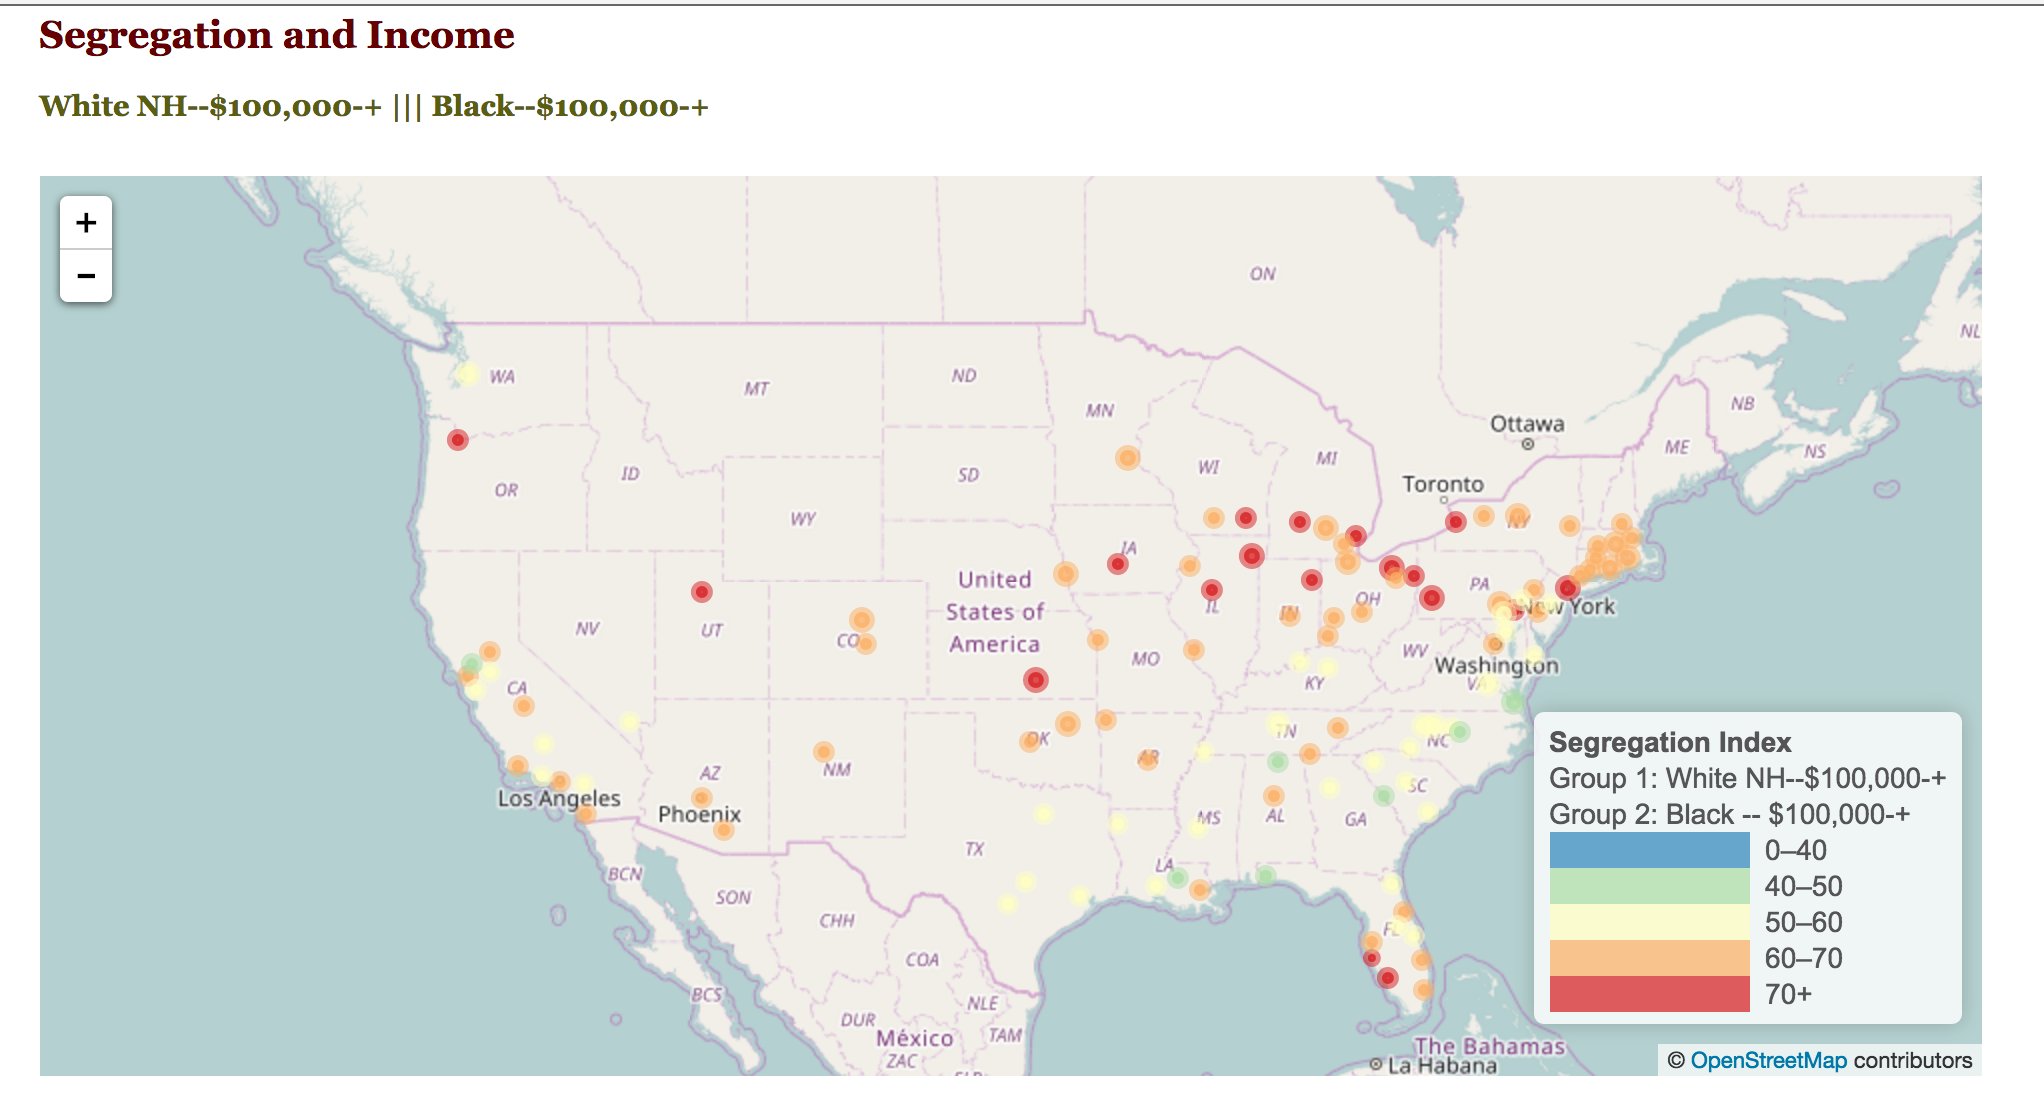 Segregation and Income
White NH--$100,000-+ ||| Black--$100,000-+
+
−
ON
NL
WA
MT
ND
MN
NB
Ottawa
ME
NS
OR
ID
SD
WI
MI
Toronto
WY
NY
IA
United
States of
America
PA
New York
NV
UT
CO
IL
IN
OH
MO
WV
Washington
CA
KY
VA
OK
TN
NC
AZ
NM
AR
Los Angeles
Phoenix
SC
MS
AL
GA
TX
LA
BCN
SON
CHH
FL
COA
BCS
NLE
DUR
México
TAM
ZAC
The Bahamas
La Habana
Segregation Index
Group 1: White NH--$100,000-+
Group 2: Black -- $100,000-+
0–40
40–50
50–60
60–70
70+
© OpenStreetMap contributors